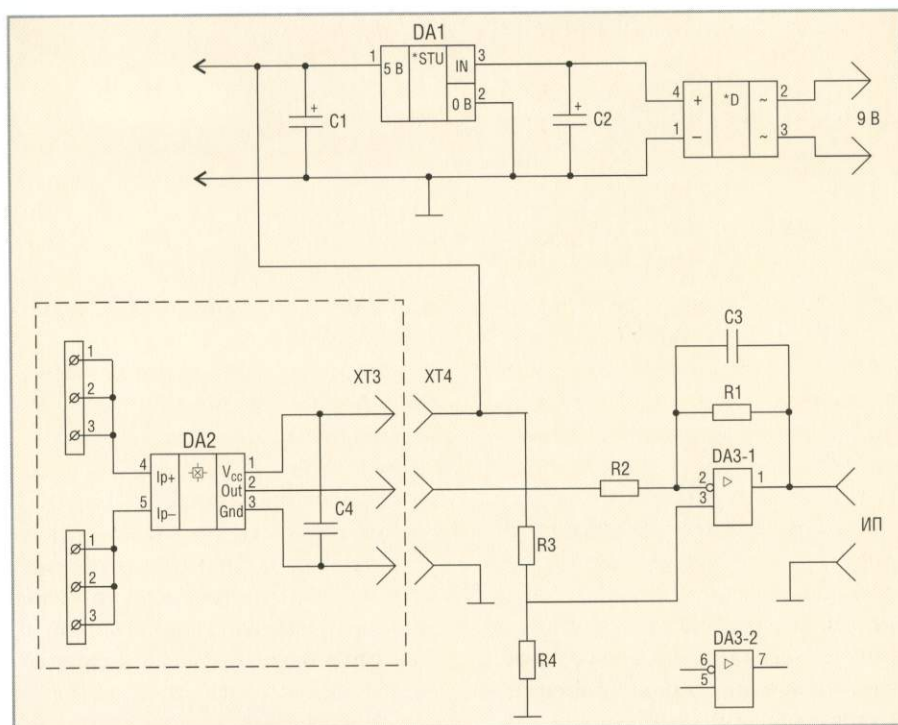 DA1
1 5 В *STU IN 3
0 В 2
C1
C2
4 + *D ~ 2
1 − ~ 3
9 В
1
2
3
XT3
XT4
DA2
4 Ip+ Vcc 1
Out 2
5 Ip− Gnd 3
C4
1
2
3
C3
R1
R2
DA3-1
2 ▷ 1
3
ИП
R3
R4
DA3-2
6 ▷ 7
5